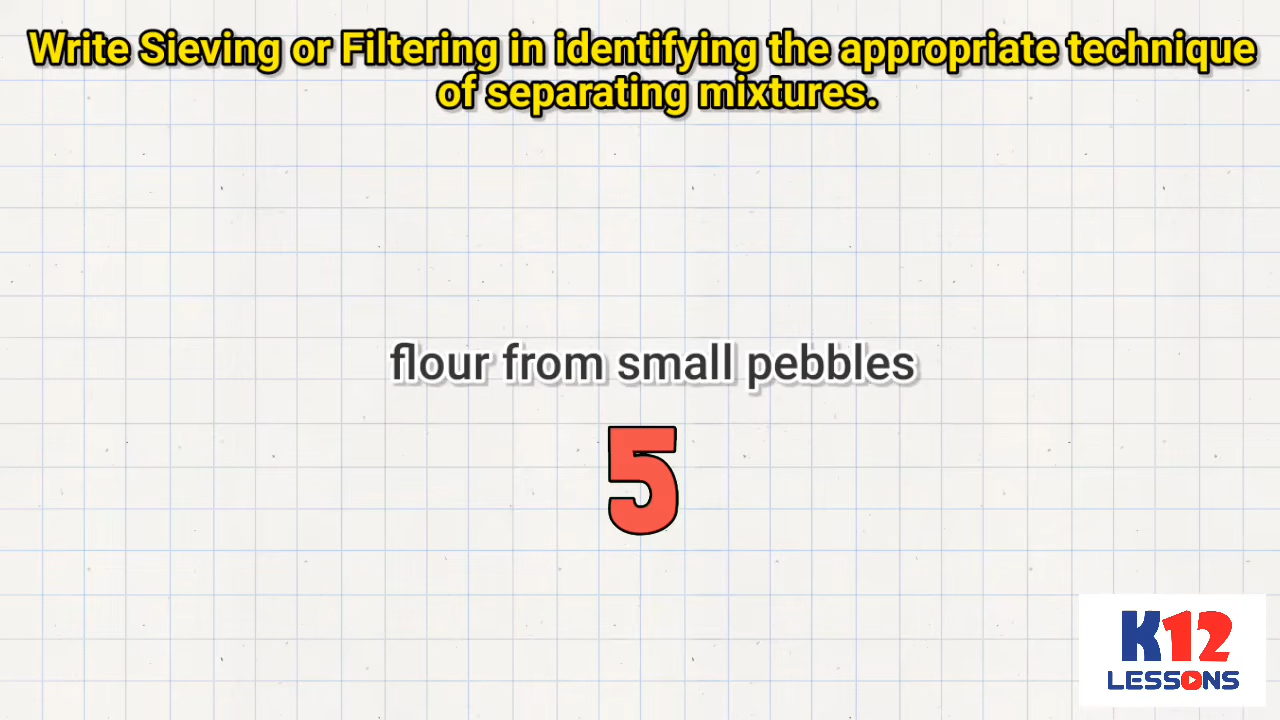 Write Sieving or Filtering in identifying the appropriate technique
of separating mixtures.
flour from small pebbles
5
K12
LESSONS